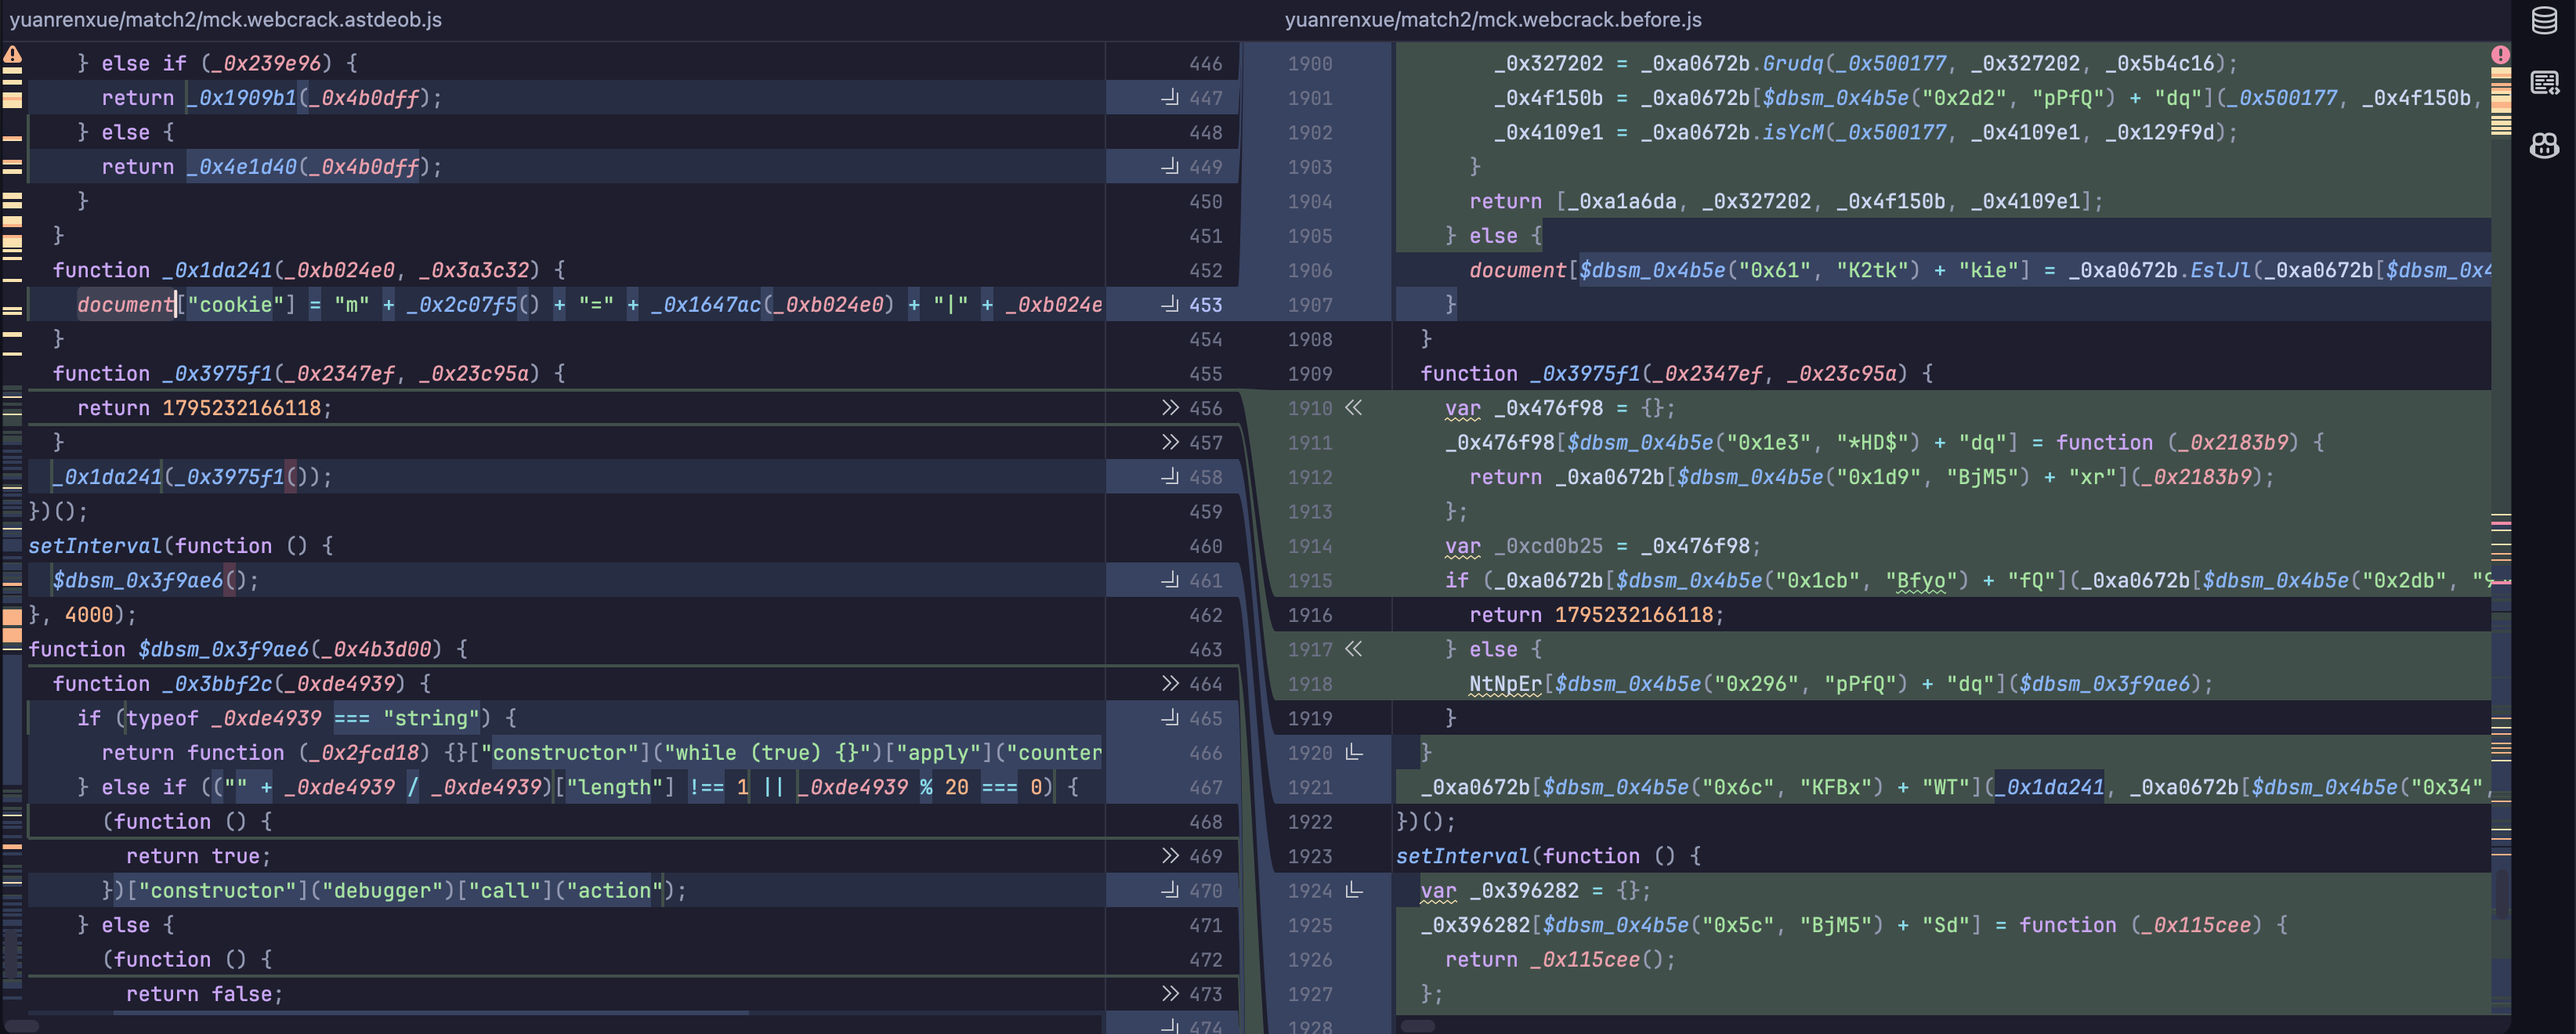 yuanrenxue/match2/mck.webcrack.astdeob.js
} else if (_0x239e96) { 446
return _0x1909b1(_0x4b0dff); 447
} else { 448
return _0x4e1d40(_0x4b0dff); 449
} 450
} 451
function _0x1da241(_0xb024e0, _0x3a3c32) { 452
document["cookie"] = "m" + _0x2c07f5() + "=" + _0x1647ac(_0xb024e0) + "|" + _0xb024e 453
} 454
function _0x3975f1(_0x2347ef, _0x23c95a) { 455
return 1795232166118; 456
} 457
_0x1da241(_0x3975f1()); 458
})(); 459
setInterval(function () { 460
$dbsm_0x3f9ae6(); 461
}, 4000); 462
function $dbsm_0x3f9ae6(_0x4b3d00) { 463
function _0x3bbf2c(_0xde4939) { 464
if (typeof _0xde4939 === "string") { 465
return function (_0x2fcd18) {}["constructor"]("while (true) {}")["apply"]("counter 466
} else if (("" + _0xde4939 / _0xde4939)["length"] !== 1 || _0xde4939 % 20 === 0) { 467
(function () { 468
return true; 469
})["constructor"]("debugger")["call"]("action"); 470
} else { 471
(function () { 472
return false; 473
474
yuanrenxue/match2/mck.webcrack.before.js
1900 _0x327202 = _0xa0672b.Grudq(_0x500177, _0x327202, _0x5b4c16);
1901 _0x4f150b = _0xa0672b[$dbsm_0x4b5e("0x2d2", "pPfQ") + "dq"](_0x500177, _0x4f150b,
1902 _0x4109e1 = _0xa0672b.isYcM(_0x500177, _0x4109e1, _0x129f9d);
1903 }
1904 return [_0xa1a6da, _0x327202, _0x4f150b, _0x4109e1];
1905 } else {
1906 document[$dbsm_0x4b5e("0x61", "K2tk") + "kie"] = _0xa0672b.EslJl(_0xa0672b[$dbsm_0x4
1907 }
1908 }
1909 function _0x3975f1(_0x2347ef, _0x23c95a) {
1910 var _0x476f98 = {};
1911 _0x476f98[$dbsm_0x4b5e("0x1e3", "*HD$") + "dq"] = function (_0x2183b9) {
1912 return _0xa0672b[$dbsm_0x4b5e("0x1d9", "BjM5") + "xr"](_0x2183b9);
1913 };
1914 var _0xcd0b25 = _0x476f98;
1915 if (_0xa0672b[$dbsm_0x4b5e("0x1cb", "Bfyo") + "fQ"](_0xa0672b[$dbsm_0x4b5e("0x2db", "9
1916 return 1795232166118;
1917 } else {
1918 NtNpEr[$dbsm_0x4b5e("0x296", "pPfQ") + "dq"]($dbsm_0x3f9ae6);
1919 }
1920 }
1921 _0xa0672b[$dbsm_0x4b5e("0x6c", "KFBx") + "WT"](_0x1da241, _0xa0672b[$dbsm_0x4b5e("0x34",
1922 })();
1923 setInterval(function () {
1924 var _0x396282 = {};
1925 _0x396282[$dbsm_0x4b5e("0x5c", "BjM5") + "Sd"] = function (_0x115cee) {
1926 return _0x115cee();
1927 };
1928